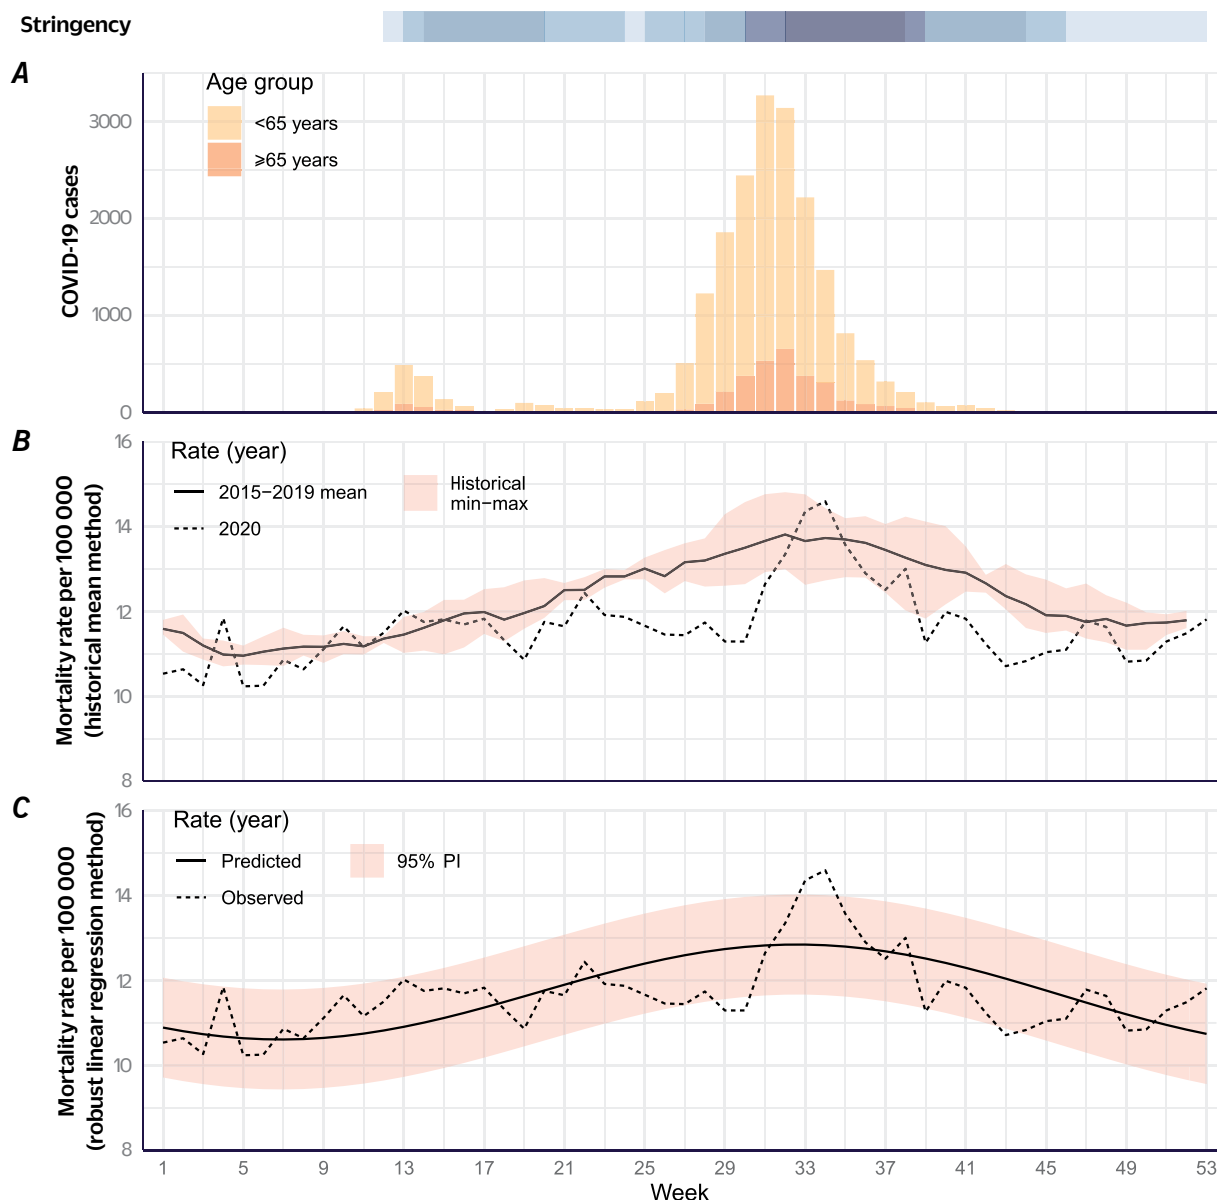 Stringency
A
Age group
<65 years
≥65 years
COVID-19 cases
3000
2000
1000
0
B
Rate (year)
2015–2019 mean
2020
Historical
min–max
Mortality rate per 100 000
(historical mean method)
16
14
12
10
8
C
Rate (year)
Predicted
Observed
95% PI
Mortality rate per 100 000
(robust linear regression method)
16
14
12
10
8
1 5 9 13 17 21 25 29 33 37 41 45 49 53
Week